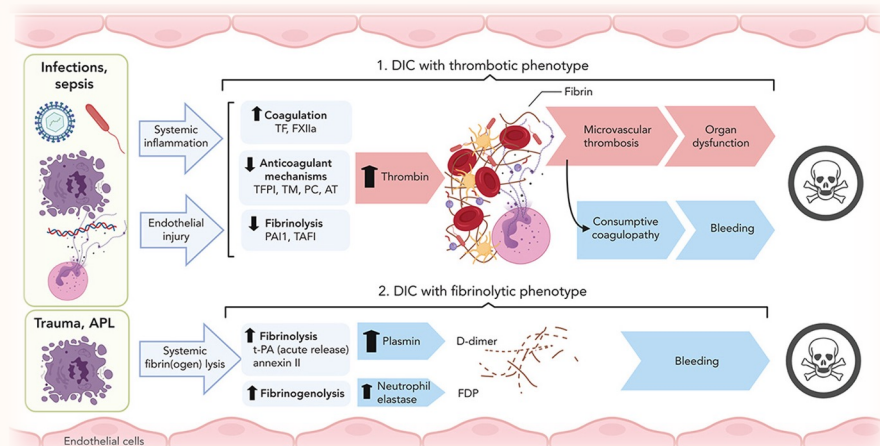 1. DIC with thrombotic phenotype
Infections,
sepsis
Systemic
inflammation
Endothelial
injury
Coagulation
TF, FXIIa
Anticoagulant
mechanisms
TFPI, TM, PC, AT
Fibrinolysis
PAI1, TAFI
Thrombin
Fibrin
Microvascular
thrombosis
Organ
dysfunction
Consumptive
coagulopathy
Bleeding
2. DIC with fibrinolytic phenotype
Trauma, APL
Systemic
fibrin(ogen) lysis
Fibrinolysis
t-PA (acute release)
annexin II
Fibrinogenolysis
Plasmin
Neutrophil
elastase
D-dimer
FDP
Bleeding
Endothelial cells